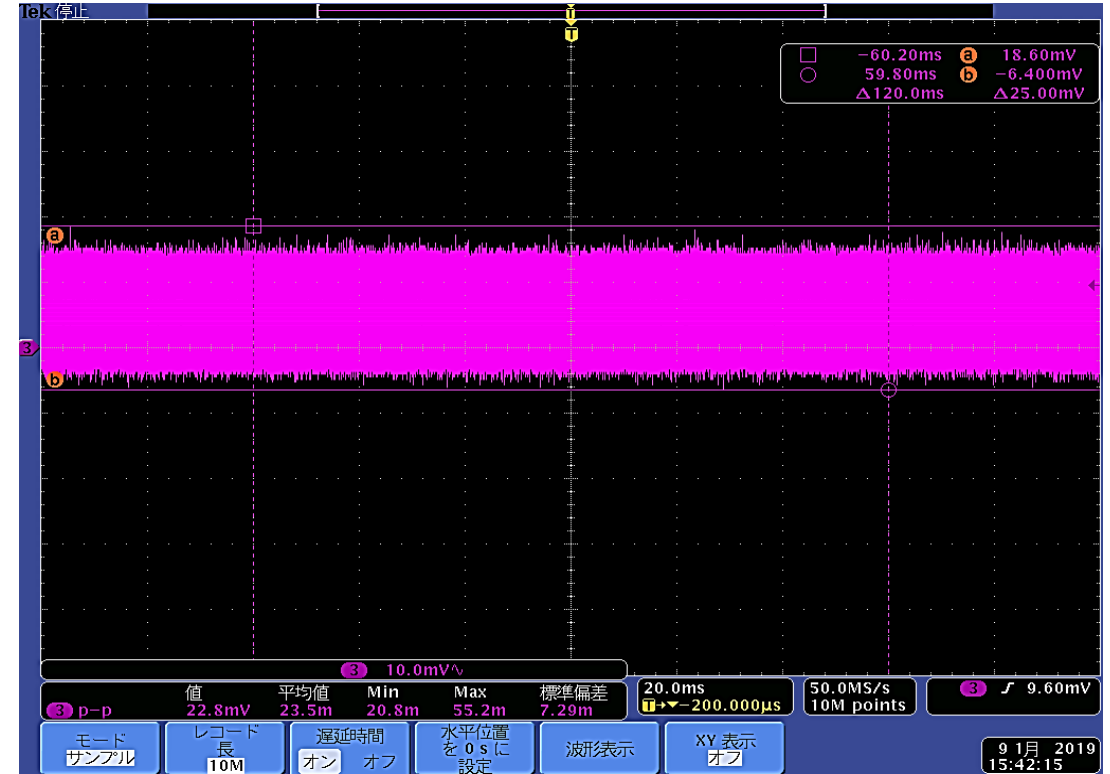 Tek 停止
T
T
□ −60.20ms a 18.60mV
○ 59.80ms b −6.400mV
Δ120.0ms Δ25.00mV
a
3
b
3 10.0mV∿
値 平均値 Min Max 標準偏差
3 p−p 22.8mV 23.5m 20.8m 55.2m 7.29m
20.0ms
T→▼−200.000µs
50.0MS/s
10M points
3 ∫ 9.60mV
モード
サンプル
レコード
長
10M
遅延時間
オン オフ
水平位置
を 0 s に
設定
波形表示
XY 表示
オフ
9 1月 2019
15:42:15